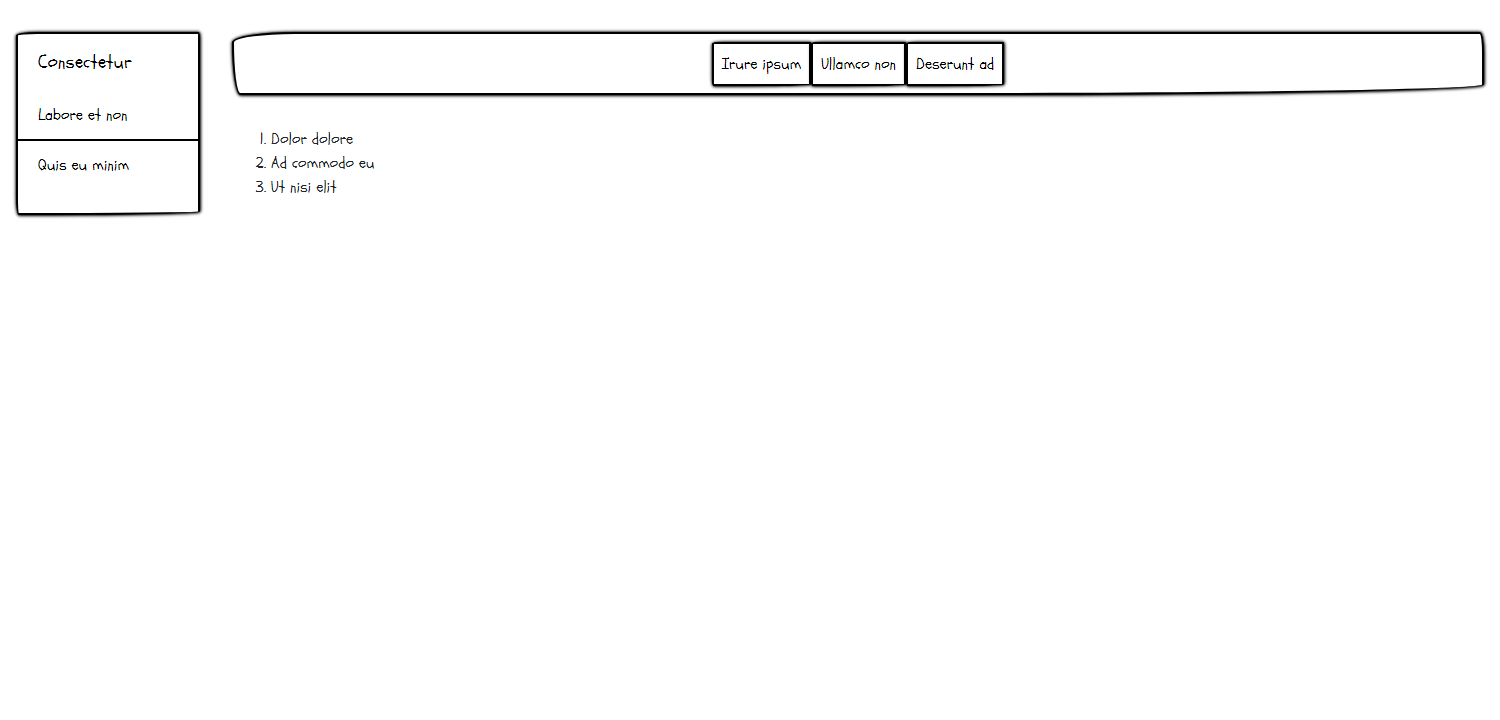 Consectetur
Labore et non
Quis eu minim
Irure ipsum
Ullamco non
Deserunt ad
1. Dolor dolore
2. Ad commodo eu
3. Ut nisi elit